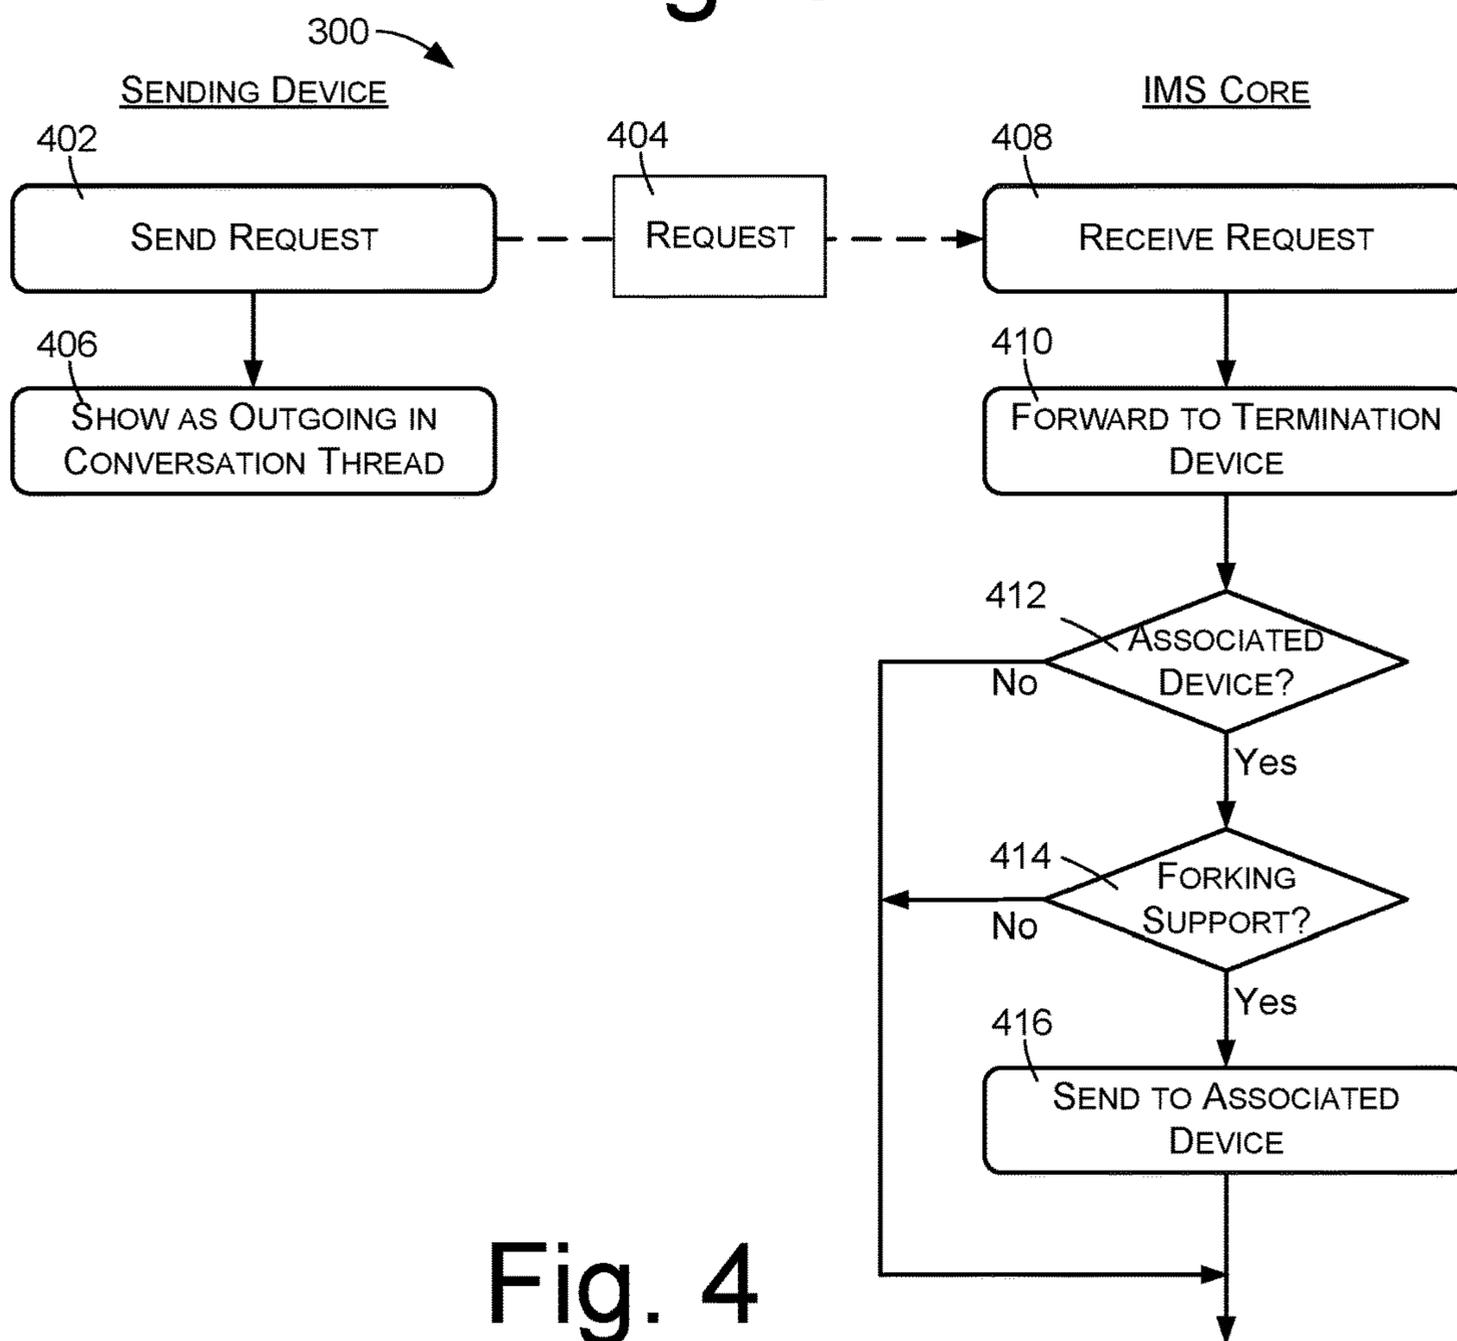 300
SENDING DEVICE
IMS CORE
402
404
408
SEND REQUEST
REQUEST
RECEIVE REQUEST
406
410
SHOW AS OUTGOING IN
CONVERSATION THREAD
FORWARD TO TERMINATION
DEVICE
412
ASSOCIATED
DEVICE?
No
Yes
414
FORKING
SUPPORT?
No
Yes
416
SEND TO ASSOCIATED
DEVICE
Fig. 4